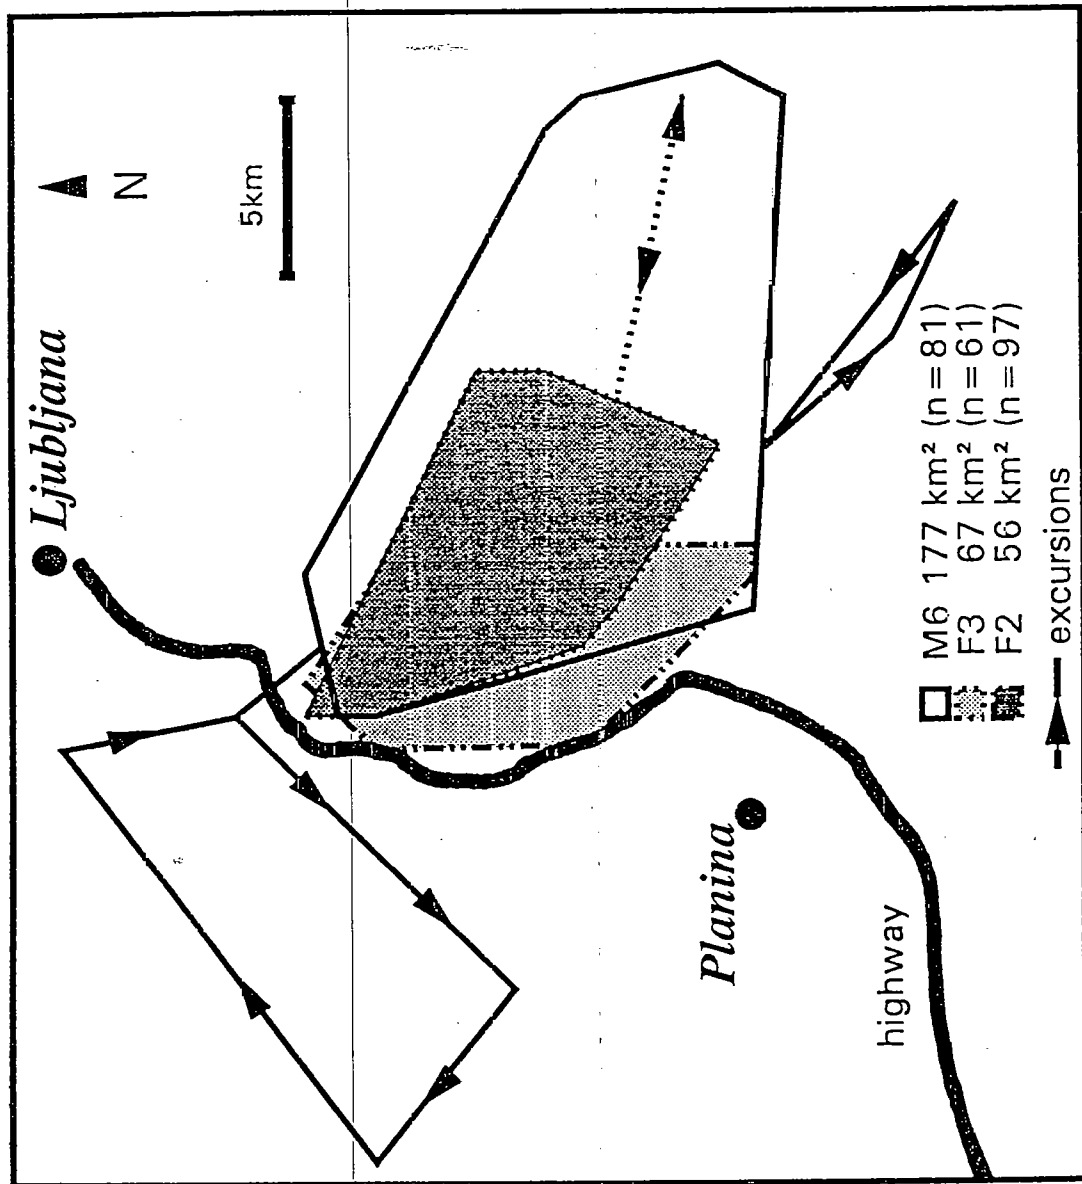 Ljubljana
N
5km
Planina
highway
M6 177 km² (n=81)
F3 67 km² (n=61)
F2 56 km² (n=97)
excursions